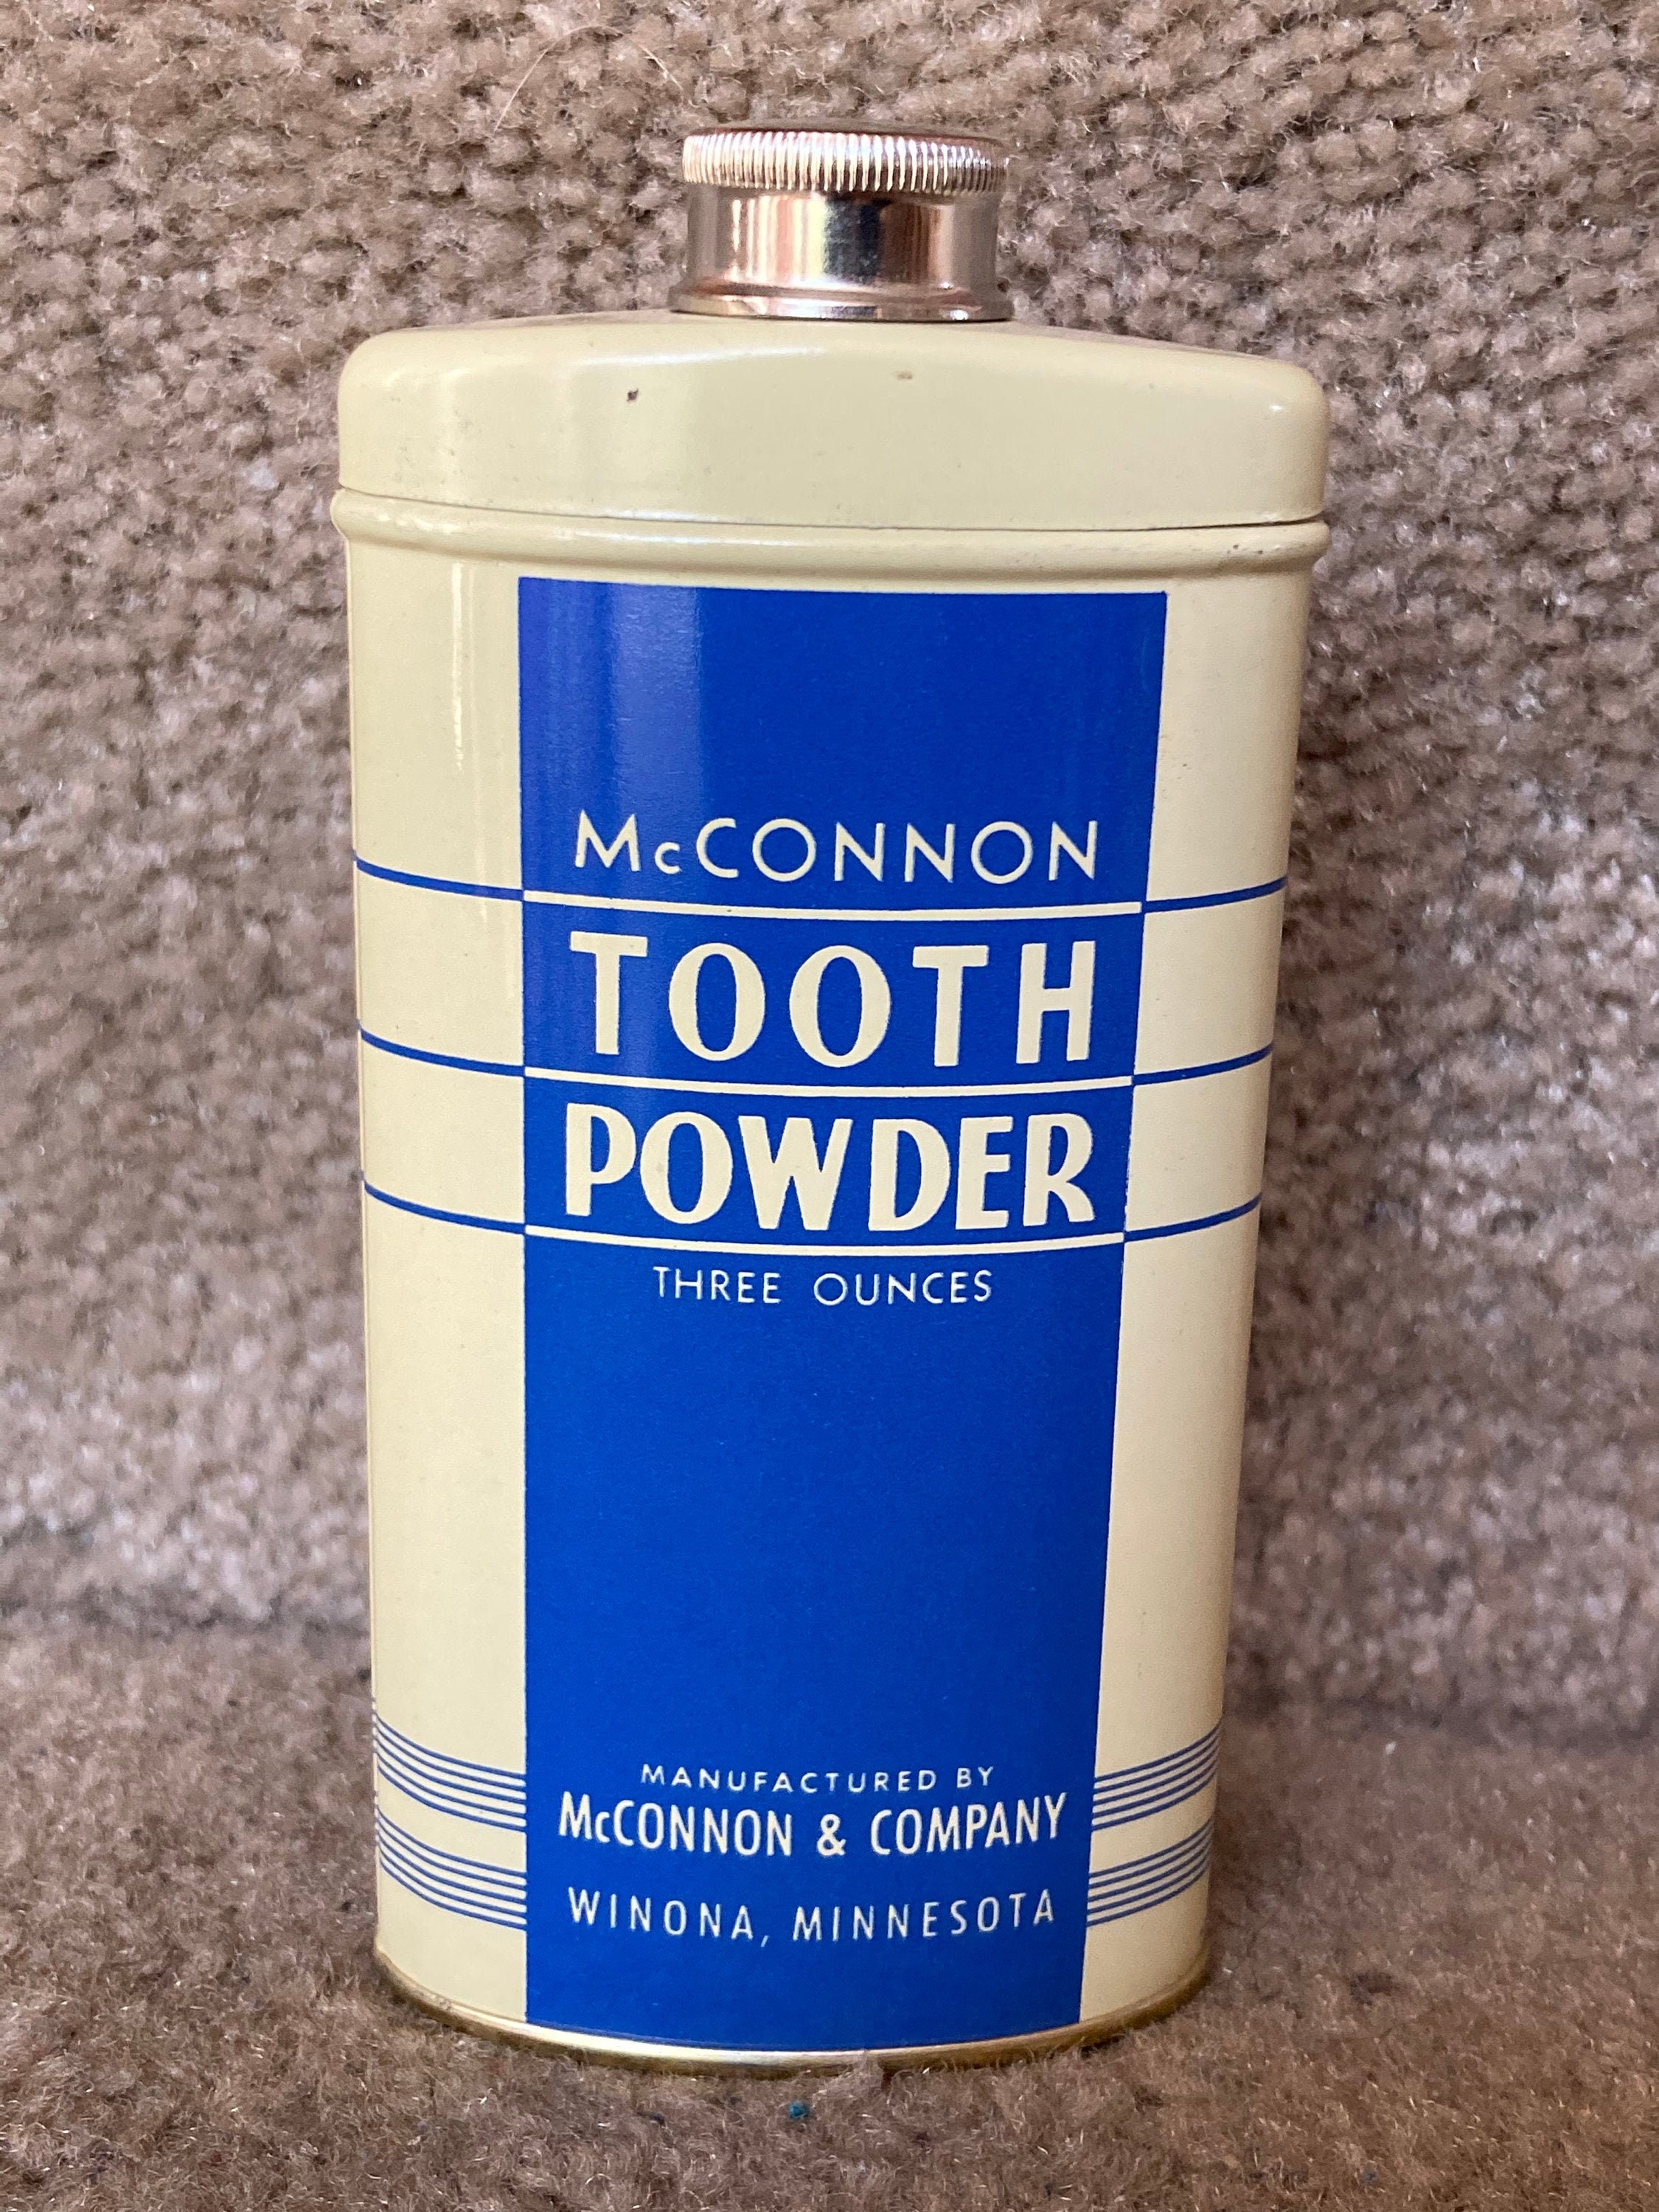 McCONNON
TOOTH
POWDER
THREE OUNCES
MANUFACTURED BY
McCONNON & COMPANY
WINONA, MINNESOTA